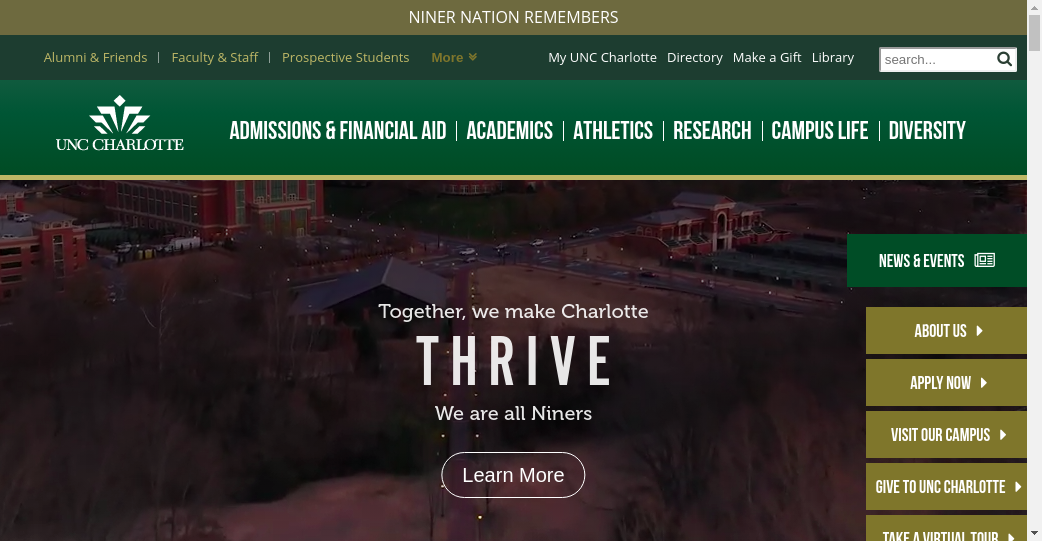 NINER NATION REMEMBERS
Alumni & Friends | Faculty & Staff | Prospective Students More
My UNC Charlotte Directory Make a Gift Library search...
UNC CHARLOTTE
ADMISSIONS & FINANCIAL AID | ACADEMICS | ATHLETICS | RESEARCH | CAMPUS LIFE | DIVERSITY
NEWS & EVENTS
Together, we make Charlotte
THRIVE
We are all Niners
Learn More
ABOUT US
APPLY NOW
VISIT OUR CAMPUS
GIVE TO UNC CHARLOTTE
TAKE A VIRTUAL TOUR